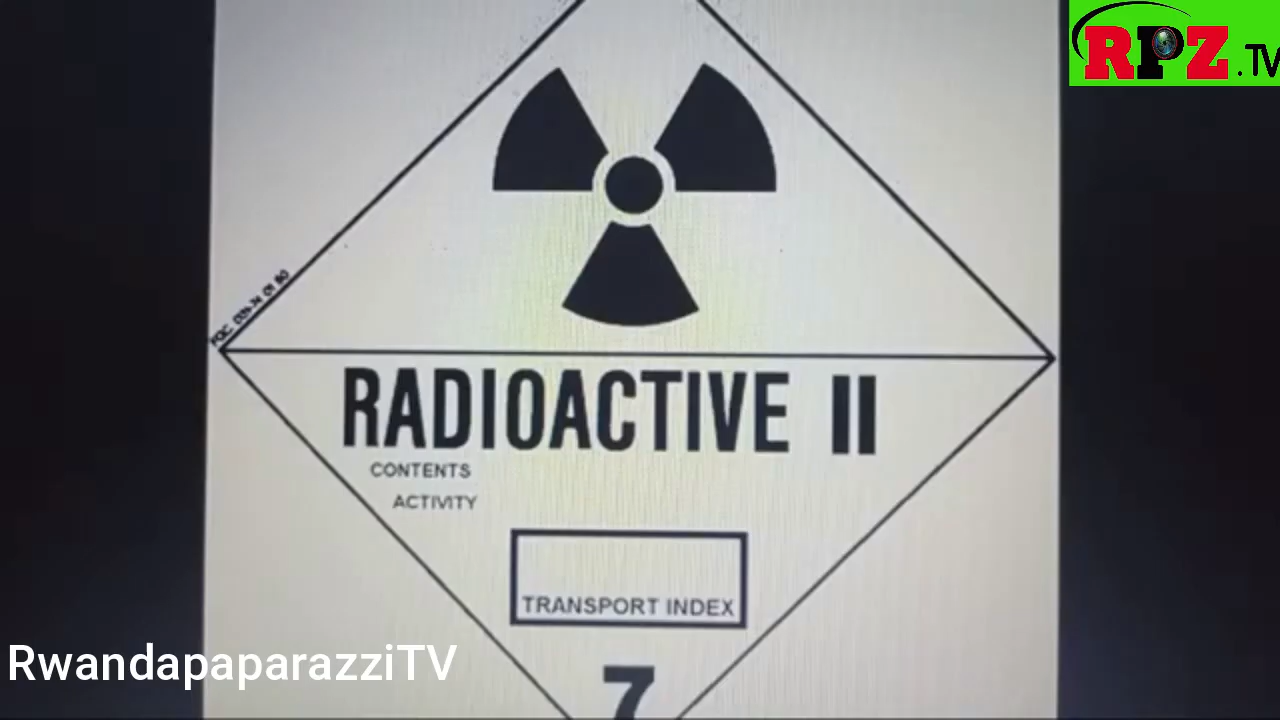 RPZ.TV
RADIOACTIVE II
CONTENTS
ACTIVITY
TRANSPORT INDEX
7
RwandapaparazziTV